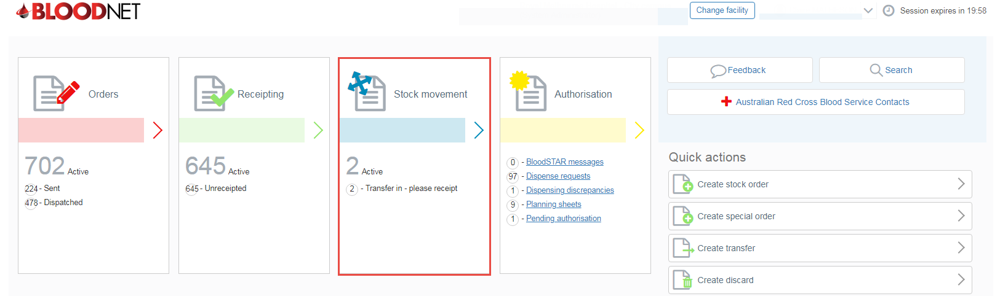 BLOODNET
Change facility
Session expires in 19:58
Orders
702 Active
224 - Sent
478 - Dispatched
Receipting
645 Active
645 - Unreceipted
Stock movement
2 Active
2 - Transfer in - please receipt
Authorisation
0 - BloodSTAR messages
97 - Dispense requests
1 - Dispensing discrepancies
9 - Planning sheets
1 - Pending authorisation
Feedback
Search
Australian Red Cross Blood Service Contacts
Quick actions
Create stock order
Create special order
Create transfer
Create discard